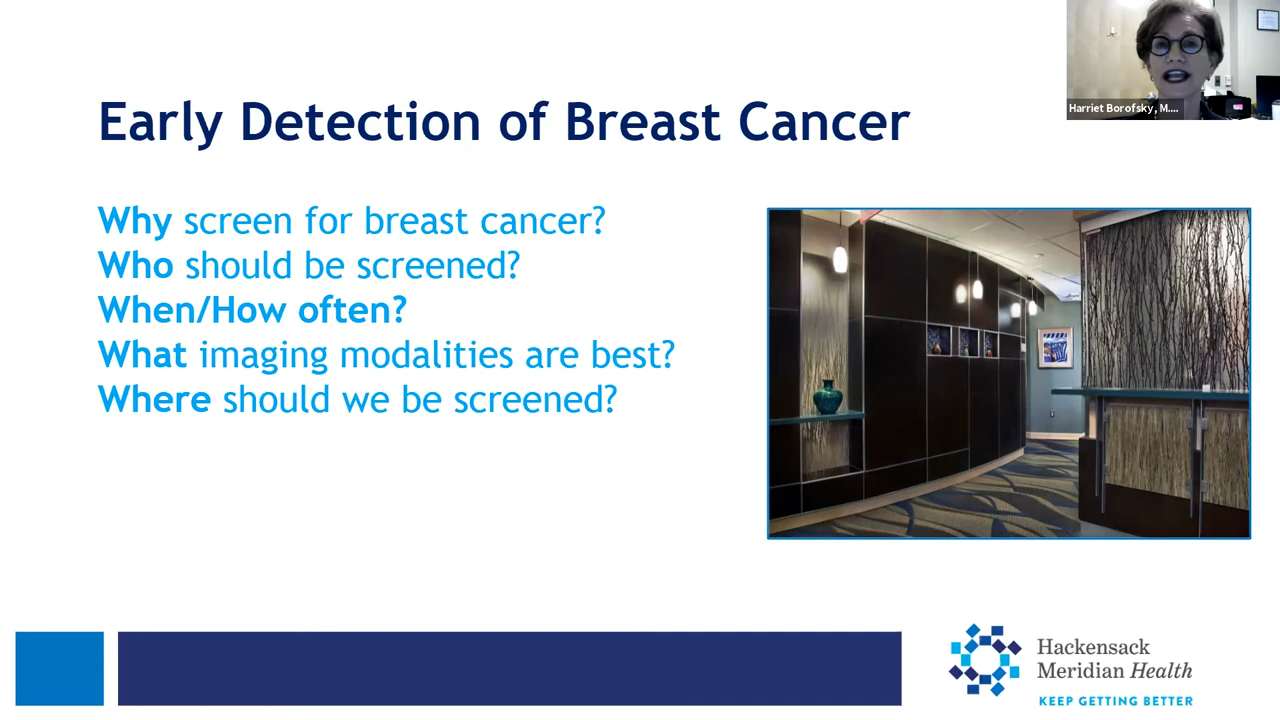 Harriet Borofsky, M....
Early Detection of Breast Cancer
Why screen for breast cancer?
Who should be screened?
When/How often?
What imaging modalities are best?
Where should we be screened?
Hackensack
Meridian Health
KEEP GETTING BETTER